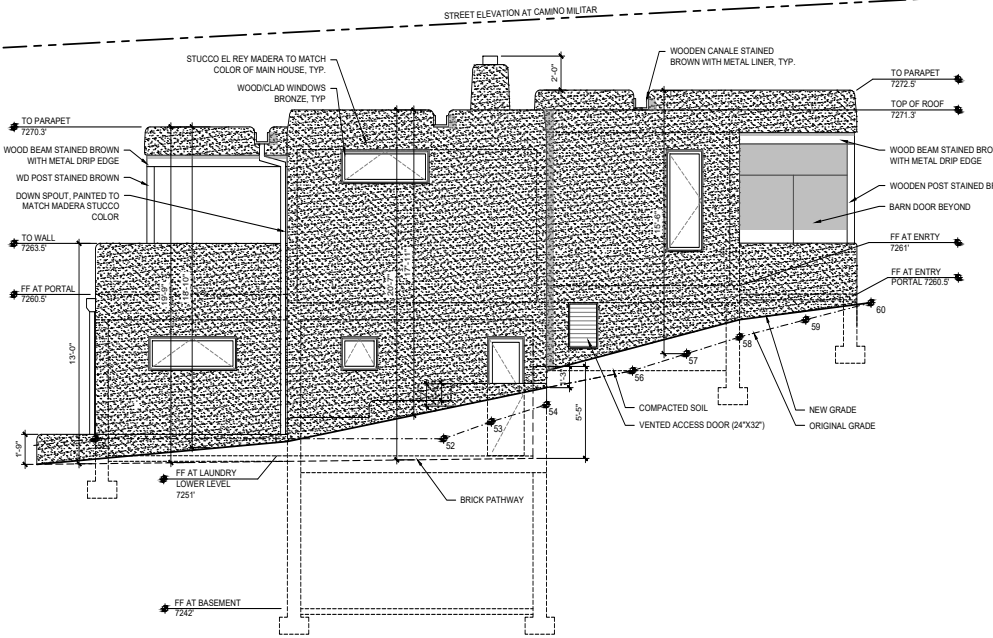 STREET ELEVATION AT CAMINO MILITAR
STUCCO EL REY MADERA TO MATCH
COLOR OF MAIN HOUSE, TYP.
WOOD/CLAD WINDOWS
BRONZE, TYP
2'-0"
WOODEN CANALE STAINED
BROWN WITH METAL LINER, TYP.
TO PARAPET
7272.5'
TOP OF ROOF
7271.3'
TO PARAPET
7270.3'
WOOD BEAM STAINED BROWN
WITH METAL DRIP EDGE
WD POST STAINED BROWN
DOWN SPOUT, PAINTED TO
MATCH MADERA STUCCO
COLOR
TO WALL
7263.5'
FF AT PORTAL
7260.5'
WOOD BEAM STAINED BRO
WITH METAL DRIP EDGE
WOODEN POST STAINED B
BARN DOOR BEYOND
FF AT ENRTY
7261'
FF AT ENTRY
PORTAL 7260.5'
60
59
58
57
56
54
53
52
13'-0"
19'-9"
1'-9"
5'-5"
COMPACTED SOIL
VENTED ACCESS DOOR (24"X32")
NEW GRADE
ORIGINAL GRADE
FF AT LAUNDRY
LOWER LEVEL
7251'
BRICK PATHWAY
FF AT BASEMENT
7242'